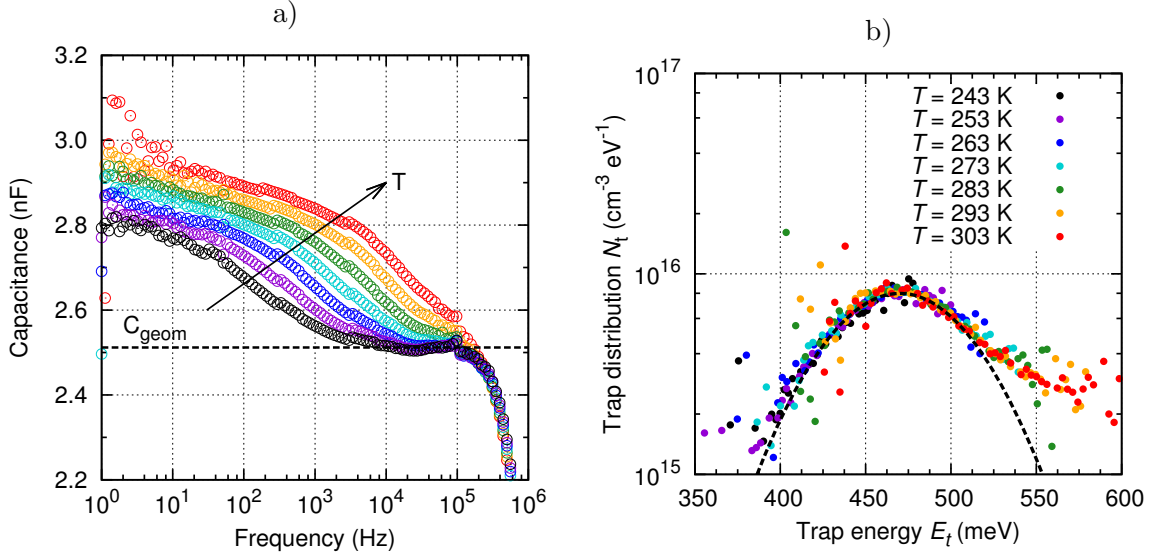 a)
3.2
3.0
2.8
2.6
2.4
2.2
Capacitance (nF)
T
C_geom
10^0 10^1 10^2 10^3 10^4 10^5 10^6
Frequency (Hz)
b)
10^17
10^16
10^15
Trap distribution N_t (cm^-3 eV^-1)
T = 243 K
T = 253 K
T = 263 K
T = 273 K
T = 283 K
T = 293 K
T = 303 K
350 400 450 500 550 600
Trap energy E_t (meV)